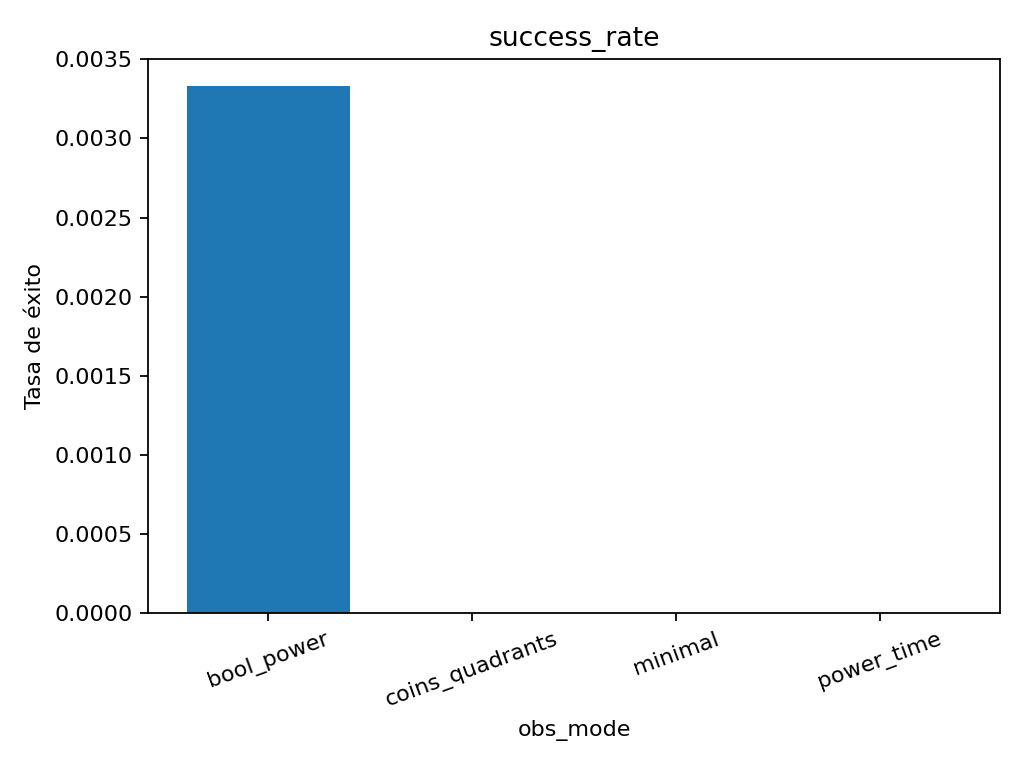 success_rate
0.0035
0.0030
0.0025
0.0020
0.0015
0.0010
0.0005
0.0000
Tasa de éxito
bool_power
coins_quadrants
minimal
power_time
obs_mode